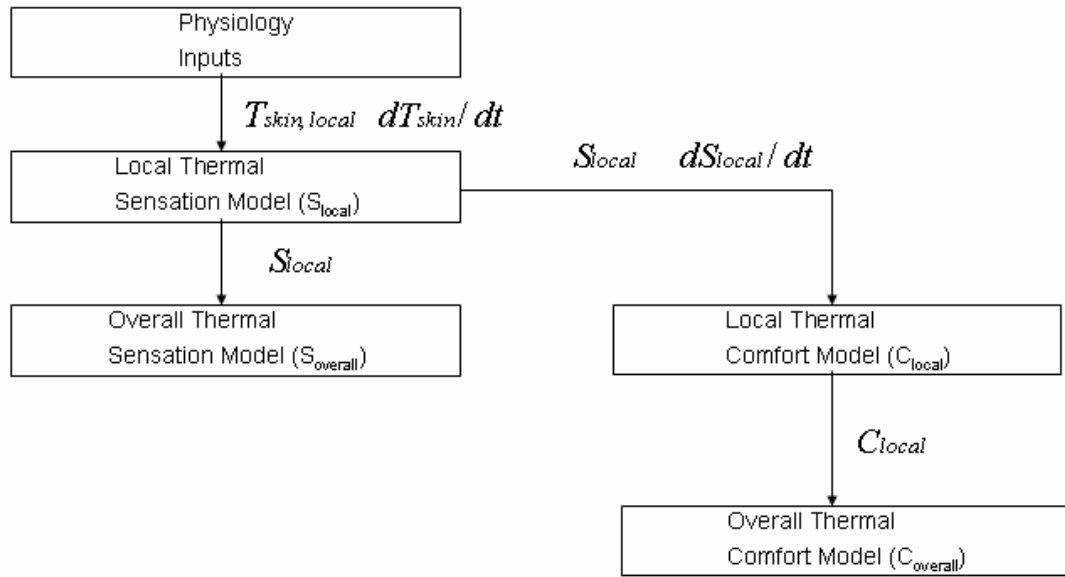 Physiology
Inputs
Tskin, local dTskin/dt
Local Thermal
Sensation Model (Slocal)
Slocal dSlocal/dt
Slocal
Overall Thermal
Sensation Model (Soverall)
Local Thermal
Comfort Model (Clocal)
Clocal
Overall Thermal
Comfort Model (Coverall)